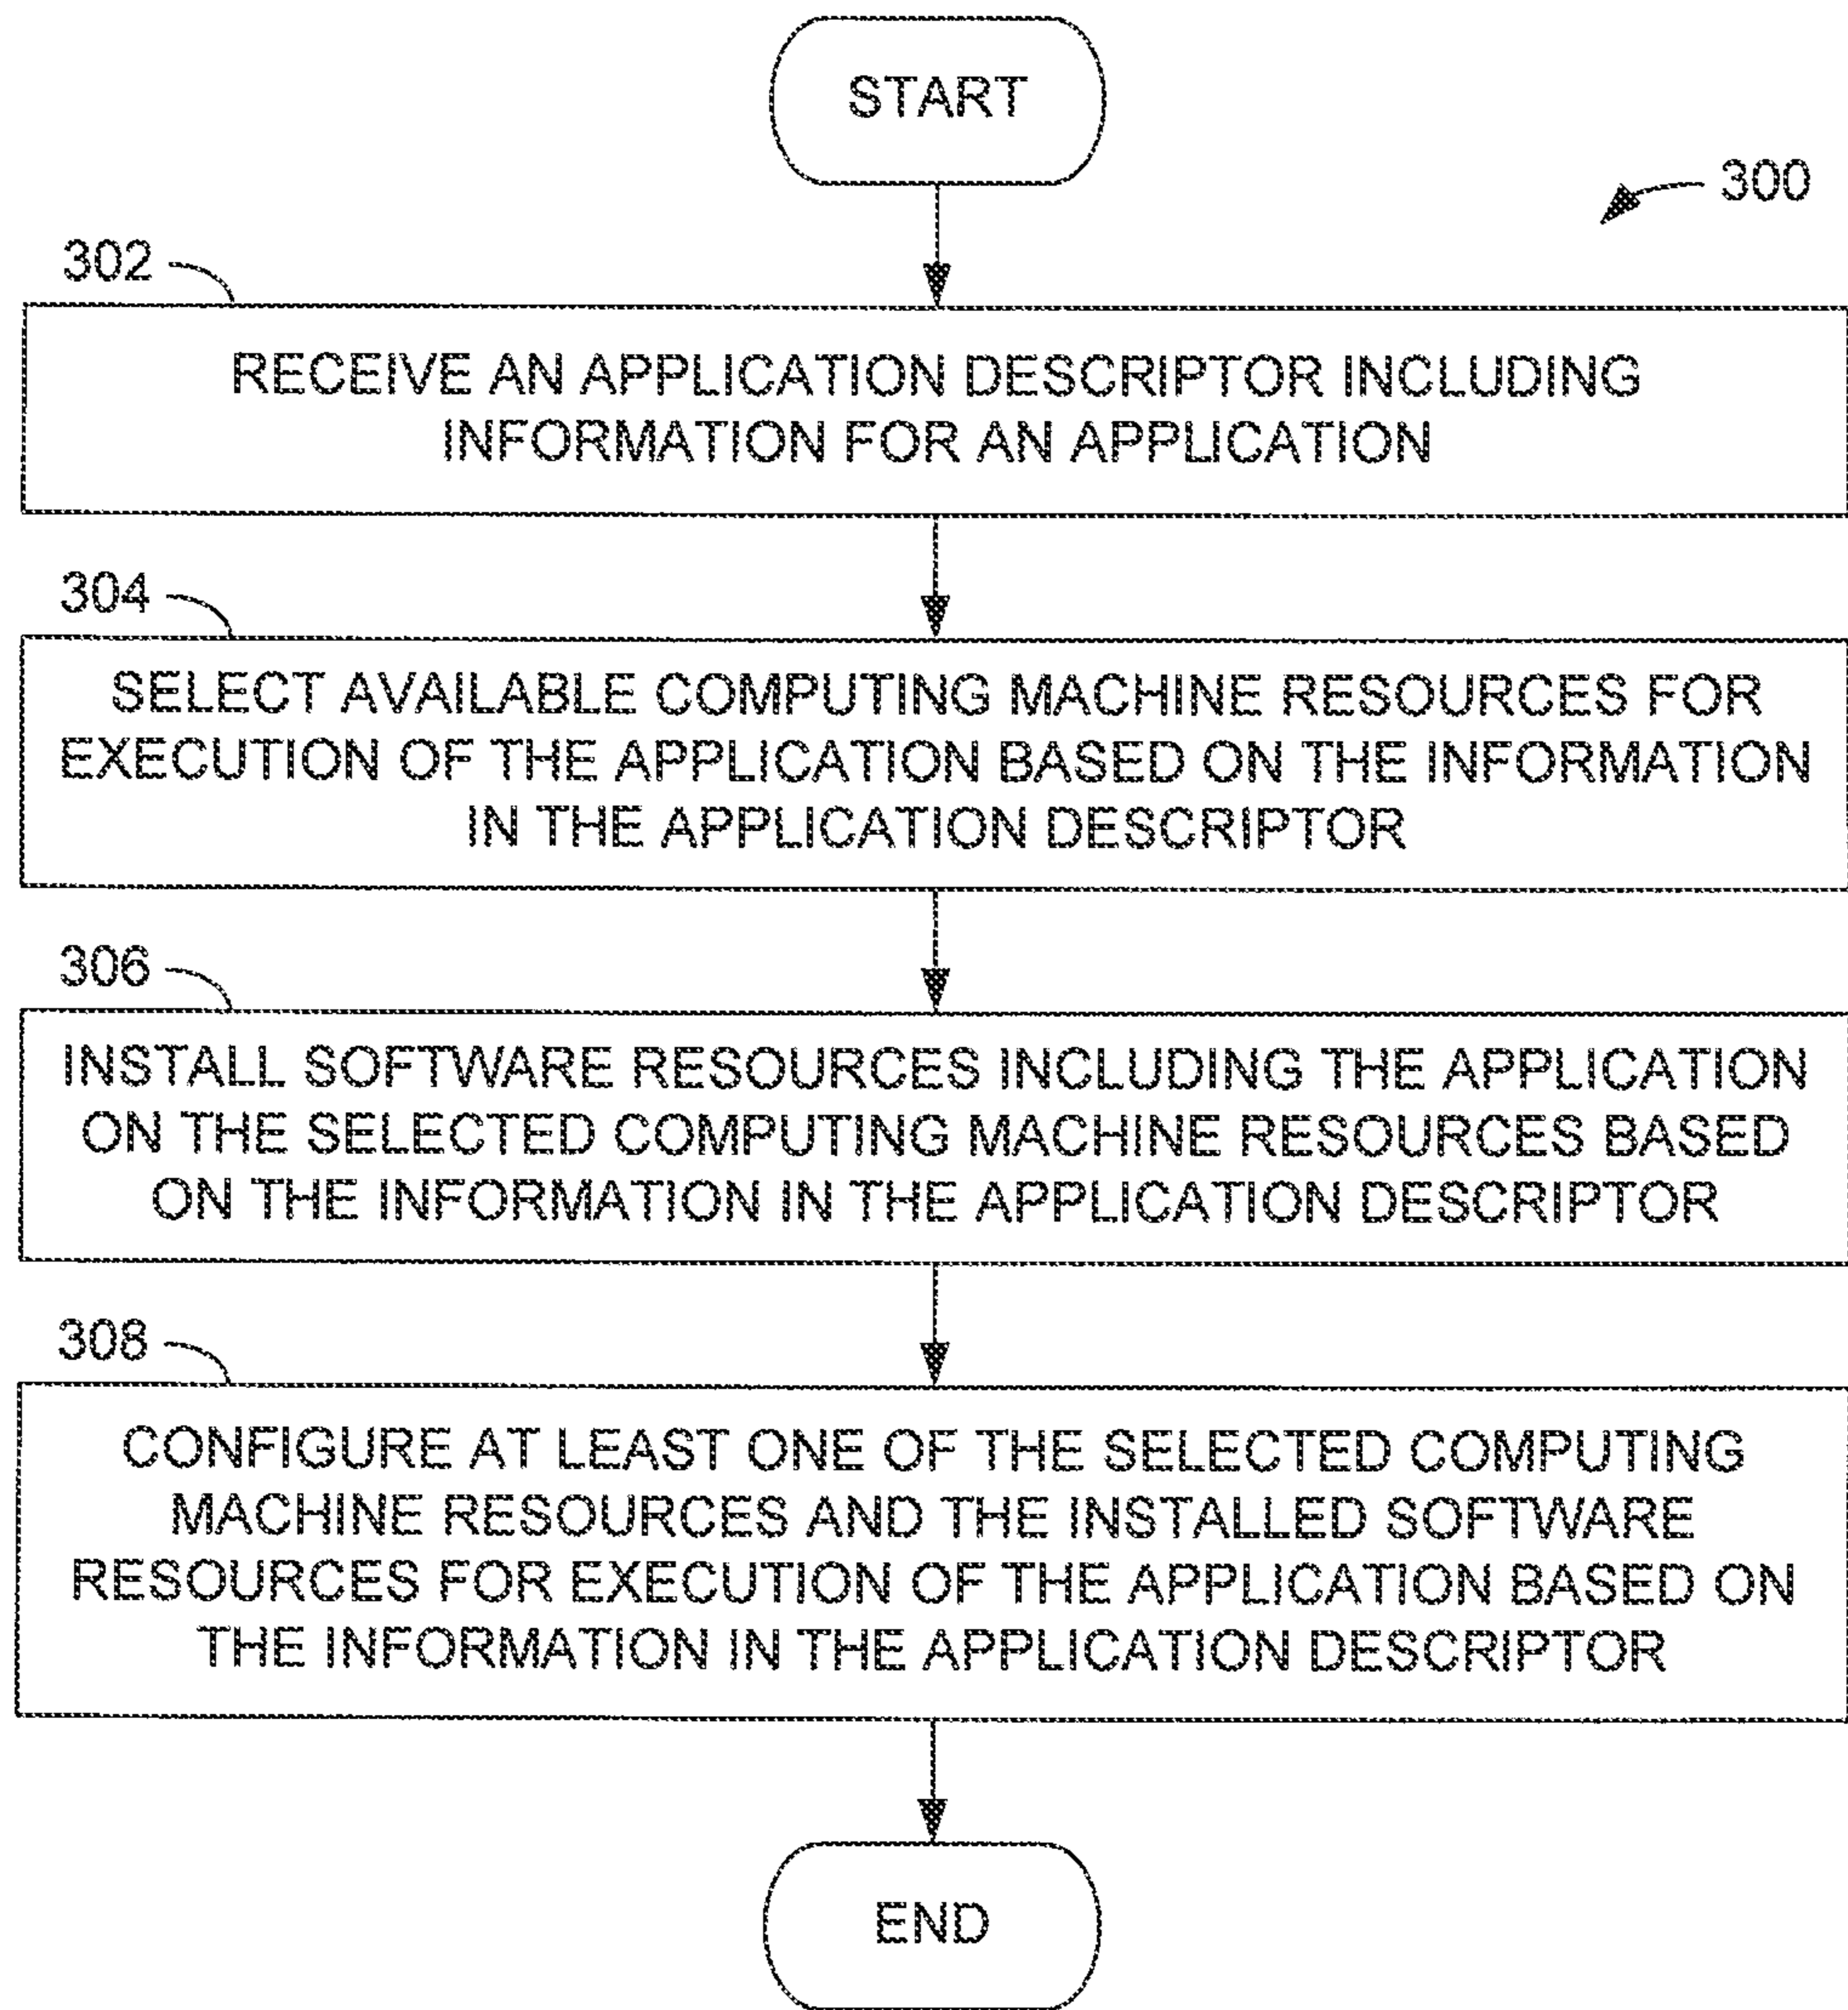 START
300
302
RECEIVE AN APPLICATION DESCRIPTOR INCLUDING
INFORMATION FOR AN APPLICATION
304
SELECT AVAILABLE COMPUTING MACHINE RESOURCES FOR
EXECUTION OF THE APPLICATION BASED ON THE INFORMATION
IN THE APPLICATION DESCRIPTOR
306
INSTALL SOFTWARE RESOURCES INCLUDING THE APPLICATION
ON THE SELECTED COMPUTING MACHINE RESOURCES BASED
ON THE INFORMATION IN THE APPLICATION DESCRIPTOR
308
CONFIGURE AT LEAST ONE OF THE SELECTED COMPUTING
MACHINE RESOURCES AND THE INSTALLED SOFTWARE
RESOURCES FOR EXECUTION OF THE APPLICATION BASED ON
THE INFORMATION IN THE APPLICATION DESCRIPTOR
END